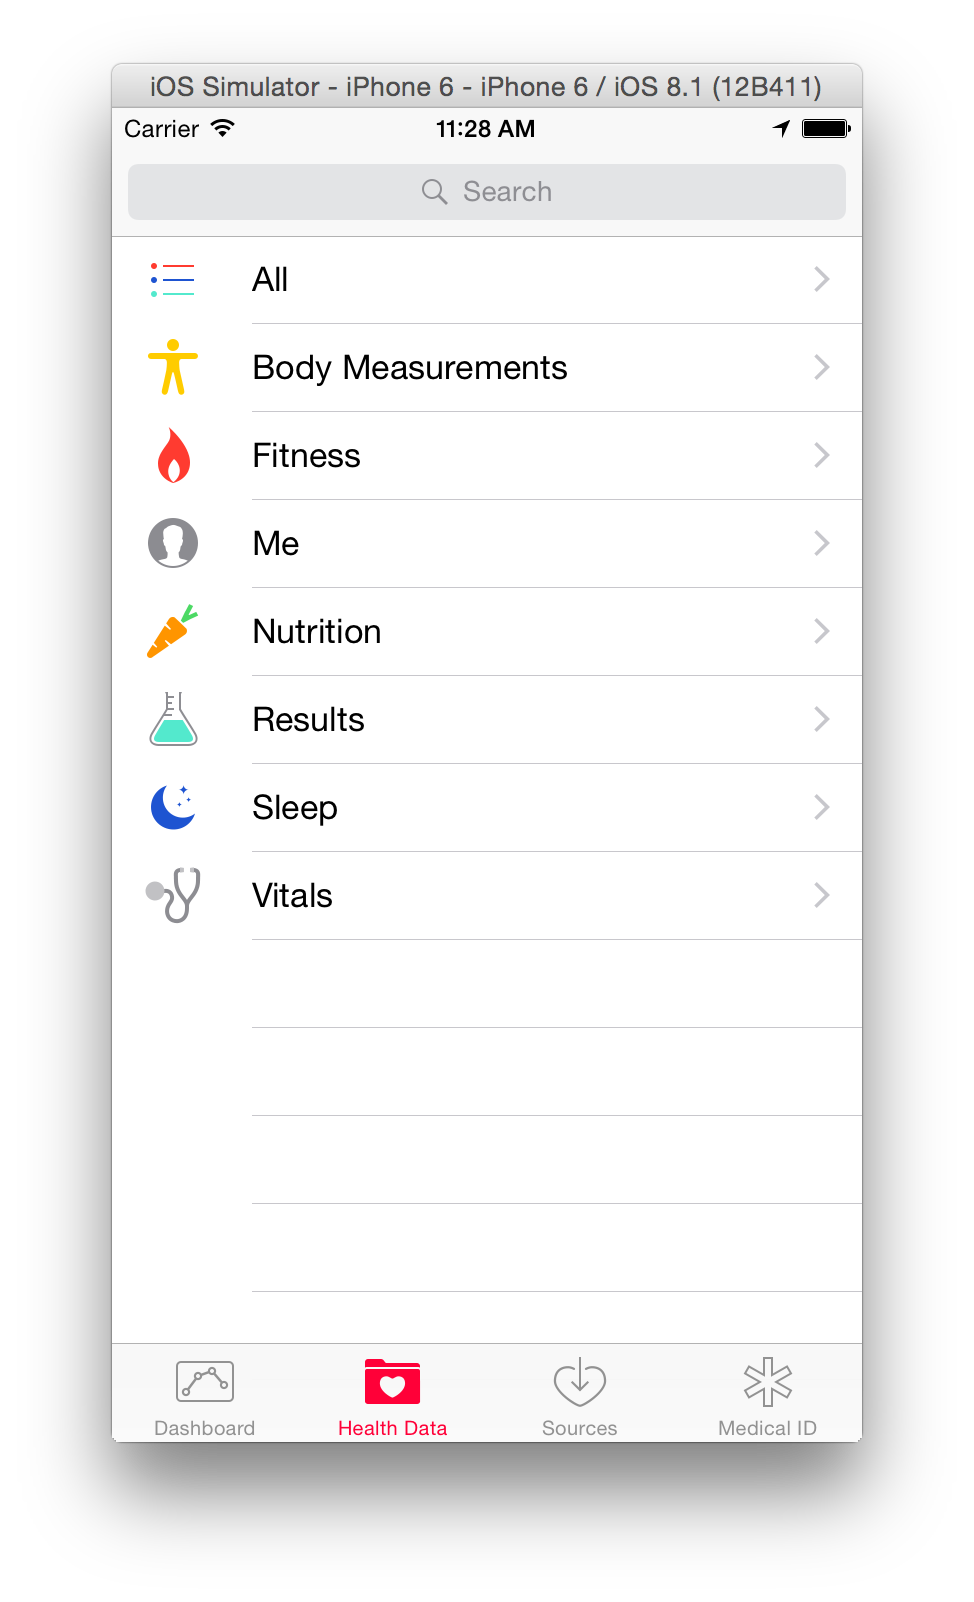 iOS Simulator - iPhone 6 - iPhone 6 / iOS 8.1 (12B411)
Carrier 11:28 AM
Search
All
Body Measurements
Fitness
Me
Nutrition
Results
Sleep
Vitals
Dashboard Health Data Sources Medical ID